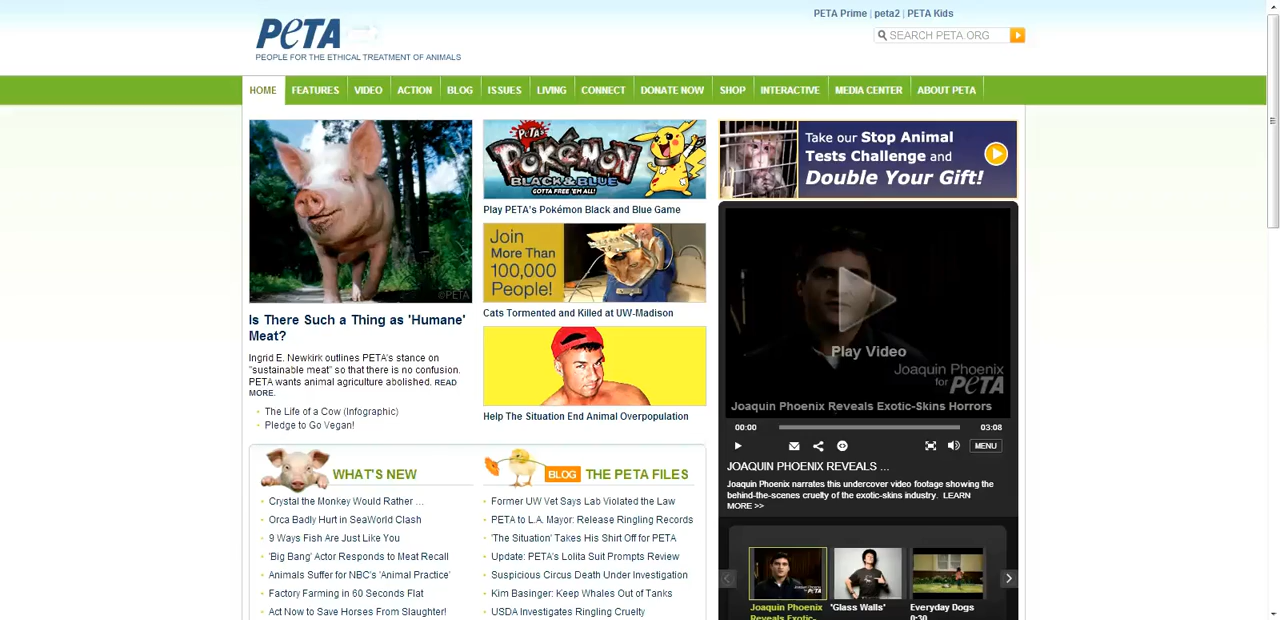 PETA Prime | peta2 | PETA Kids
PETA
PEOPLE FOR THE ETHICAL TREATMENT OF ANIMALS
SEARCH PETA.ORG
HOME FEATURES VIDEO ACTION BLOG ISSUES LIVING CONNECT DONATE NOW SHOP INTERACTIVE MEDIA CENTER ABOUT PETA
©PETA
Is There Such a Thing as 'Humane'
Meat?
Ingrid E. Newkirk outlines PETA's stance on
"sustainable meat" so that there is no confusion.
PETA wants animal agriculture abolished. READ
MORE.
The Life of a Cow (Infographic)
Pledge to Go Vegan!
PETA'S
POKéMON
BLACK & BLUE
GOTTA FREE 'EM ALL!
Play PETA's Pokémon Black and Blue Game
Join
More Than
100,000
People!
Cats Tormented and Killed at UW-Madison
Help The Situation End Animal Overpopulation
Take our Stop Animal
Tests Challenge and
Double Your Gift!
Play Video
Joaquin Phoenix
for PETA
Joaquin Phoenix Reveals Exotic-Skins Horrors
00:00 03:08
MENU
JOAQUIN PHOENIX REVEALS ...
Joaquin Phoenix narrates this undercover video footage showing the
behind-the-scenes cruelty of the exotic-skins industry. LEARN
MORE >>
Joaquin Phoenix
Reveals Exotic-
'Glass Walls'
Everyday Dogs
0:30
WHAT'S NEW
Crystal the Monkey Would Rather ...
Orca Badly Hurt in SeaWorld Clash
9 Ways Fish Are Just Like You
'Big Bang' Actor Responds to Meat Recall
Animals Suffer for NBC's 'Animal Practice'
Factory Farming in 60 Seconds Flat
Act Now to Save Horses From Slaughter!
BLOG THE PETA FILES
Former UW Vet Says Lab Violated the Law
PETA to L.A. Mayor: Release Ringling Records
'The Situation' Takes His Shirt Off for PETA
Update: PETA's Lolita Suit Prompts Review
Suspicious Circus Death Under Investigation
Kim Basinger: Keep Whales Out of Tanks
USDA Investigates Ringling Cruelty